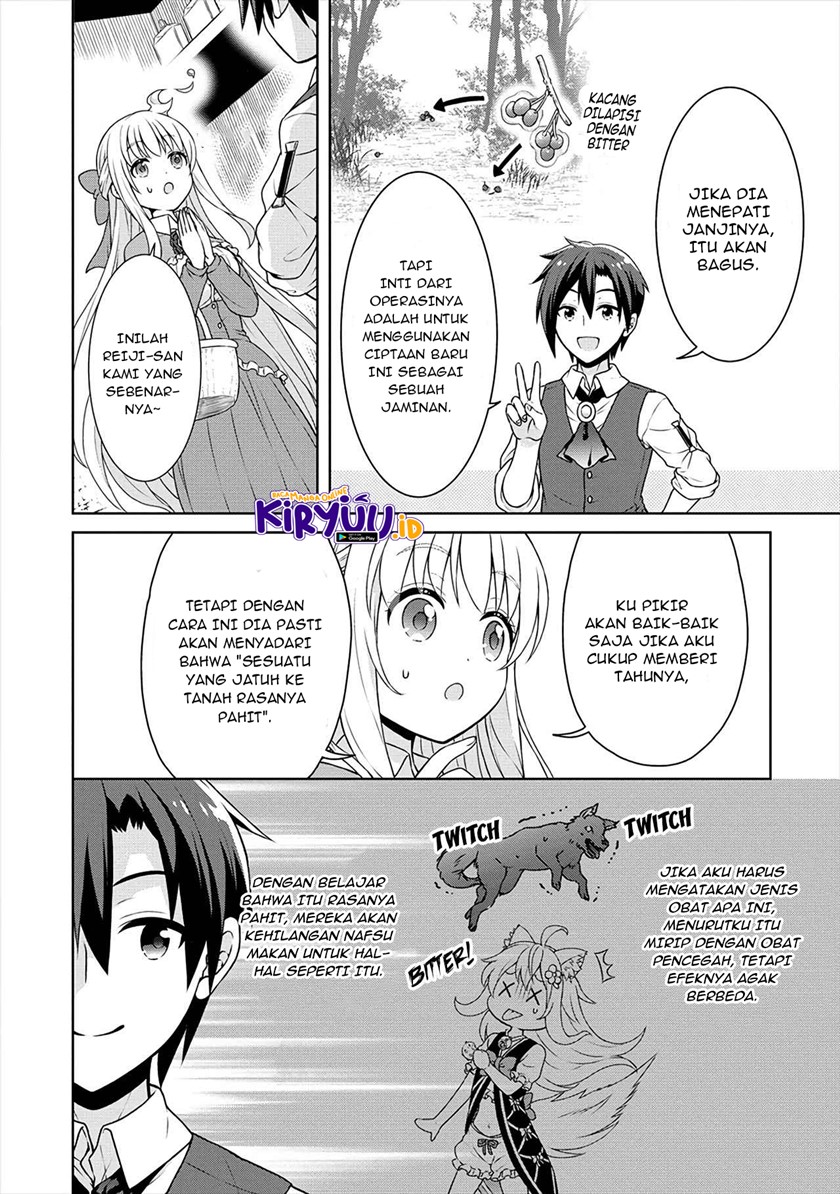 JIKA DIA
MENEPATI
JANJINYA,
ITU AKAN
BAGUS.
KACANG
DILAPISI
DENGAN
BITTER
TAPI
INTI DARI
OPERASINYA
ADALAH UNTUK
MENGGUNAKAN
CIPTAAN BARU
INI SEBAGAI
SEBUAH
JAMINAN.
INILAH
REIJI-SAN
KAMI YANG
SEBENAR-
NYA~
BACA MANGA ONLINE
KIRYUU.ID
Google Play
KU PIKIR
AKAN BAIK-BAIK
SAJA JIKA AKU
CUKUP MEMBERI
TAHUNYA,
TETAPI DENGAN
CARA INI DIA PASTI
AKAN MENYADARI
BAHWA "SESUATU
YANG JATUH KE
TANAH RASANYA
PAHIT".
TWITCH
TWITCH
JIKA AKU HARUS
MENGATAKAN JENIS
OBAT APA INI,
MENURUTKU ITU
MIRIP DENGAN OBAT
PENCEGAH, TETAPI
EFEKNYA AGAK
BERBEDA.
BITTER!
DENGAN BELAJAR
BAHWA ITU RASANYA
PAHIT, MEREKA AKAN
KEHILANGAN NAFSU
MAKAN UNTUK HAL-
HAL SEPERTI ITU.